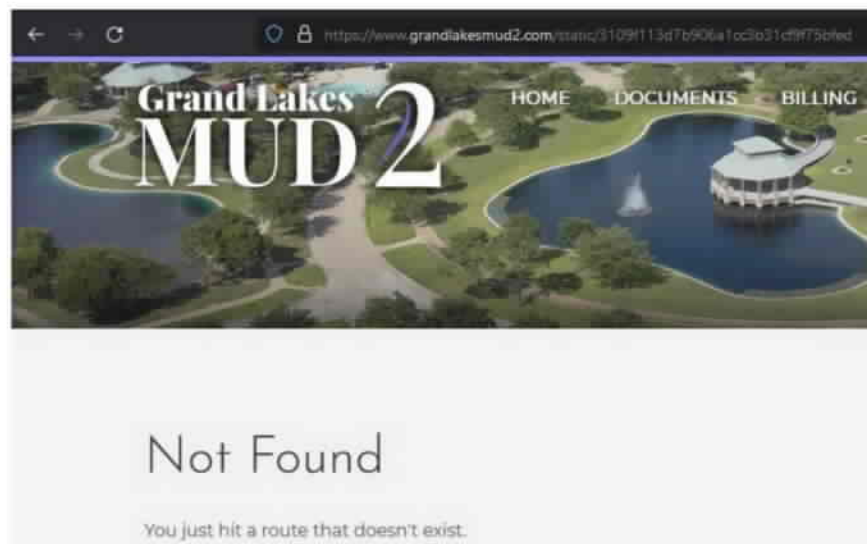 https://www.grandlakesmud2.com/static/3109f113d7b906a1cc3b31cf9f75bfed
Grand Lakes
MUD 2
HOME DOCUMENTS BILLING
Not Found
You just hit a route that doesn't exist.